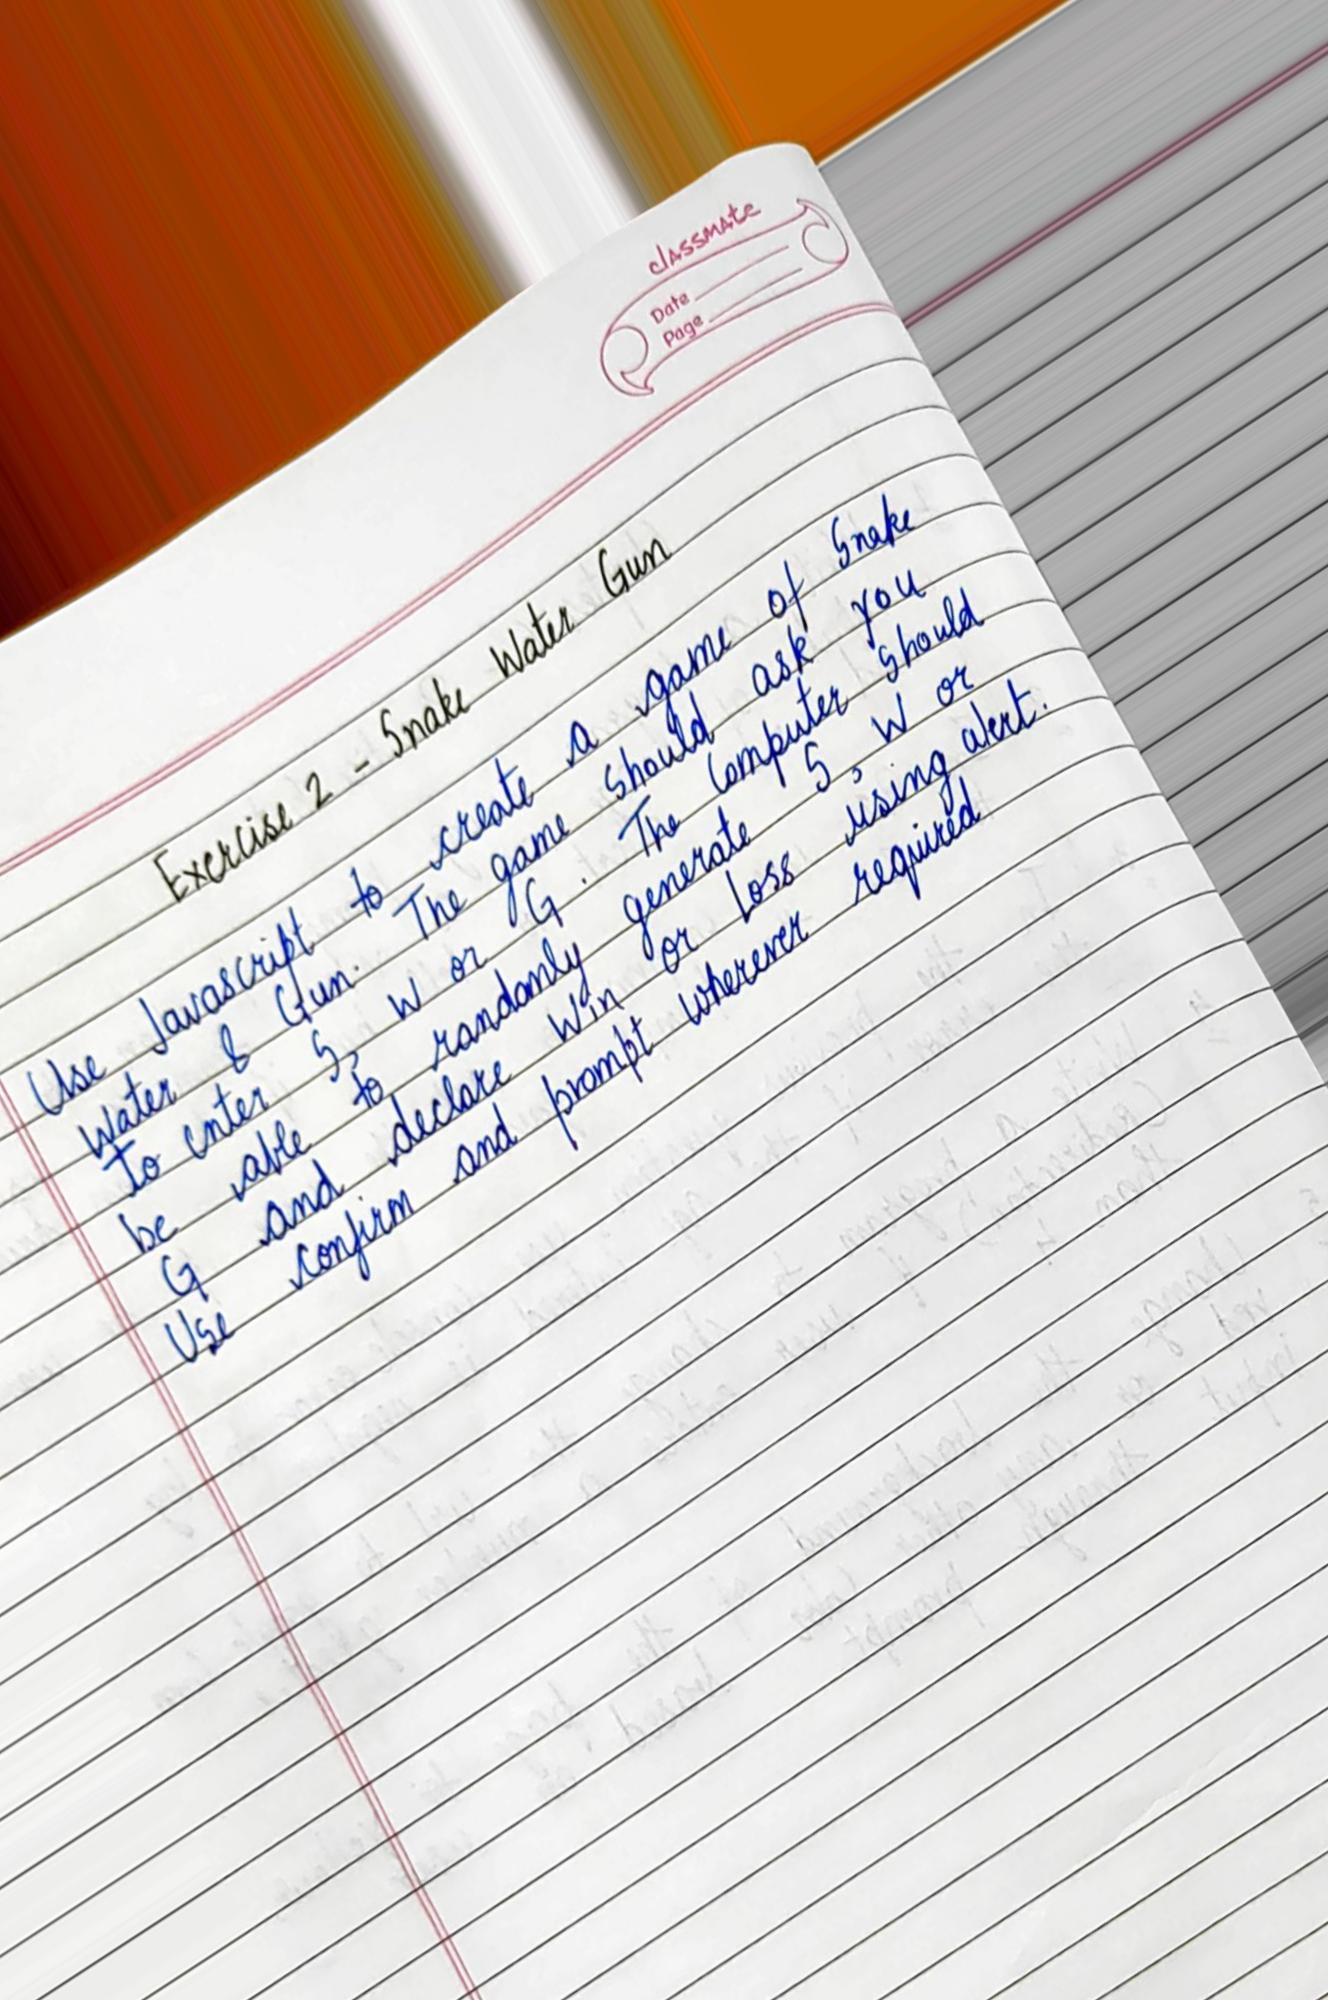 classmate
Date
Page
Exercise 2 - Snake Water Gun
Use Javascript to create a game of Snake
Water & Gun. The game should ask you
to enter S, W or G. The Computer should
be able to randomly generate S, W or
G and declare Win or Loss using alert.
Use confirm and prompt wherever required